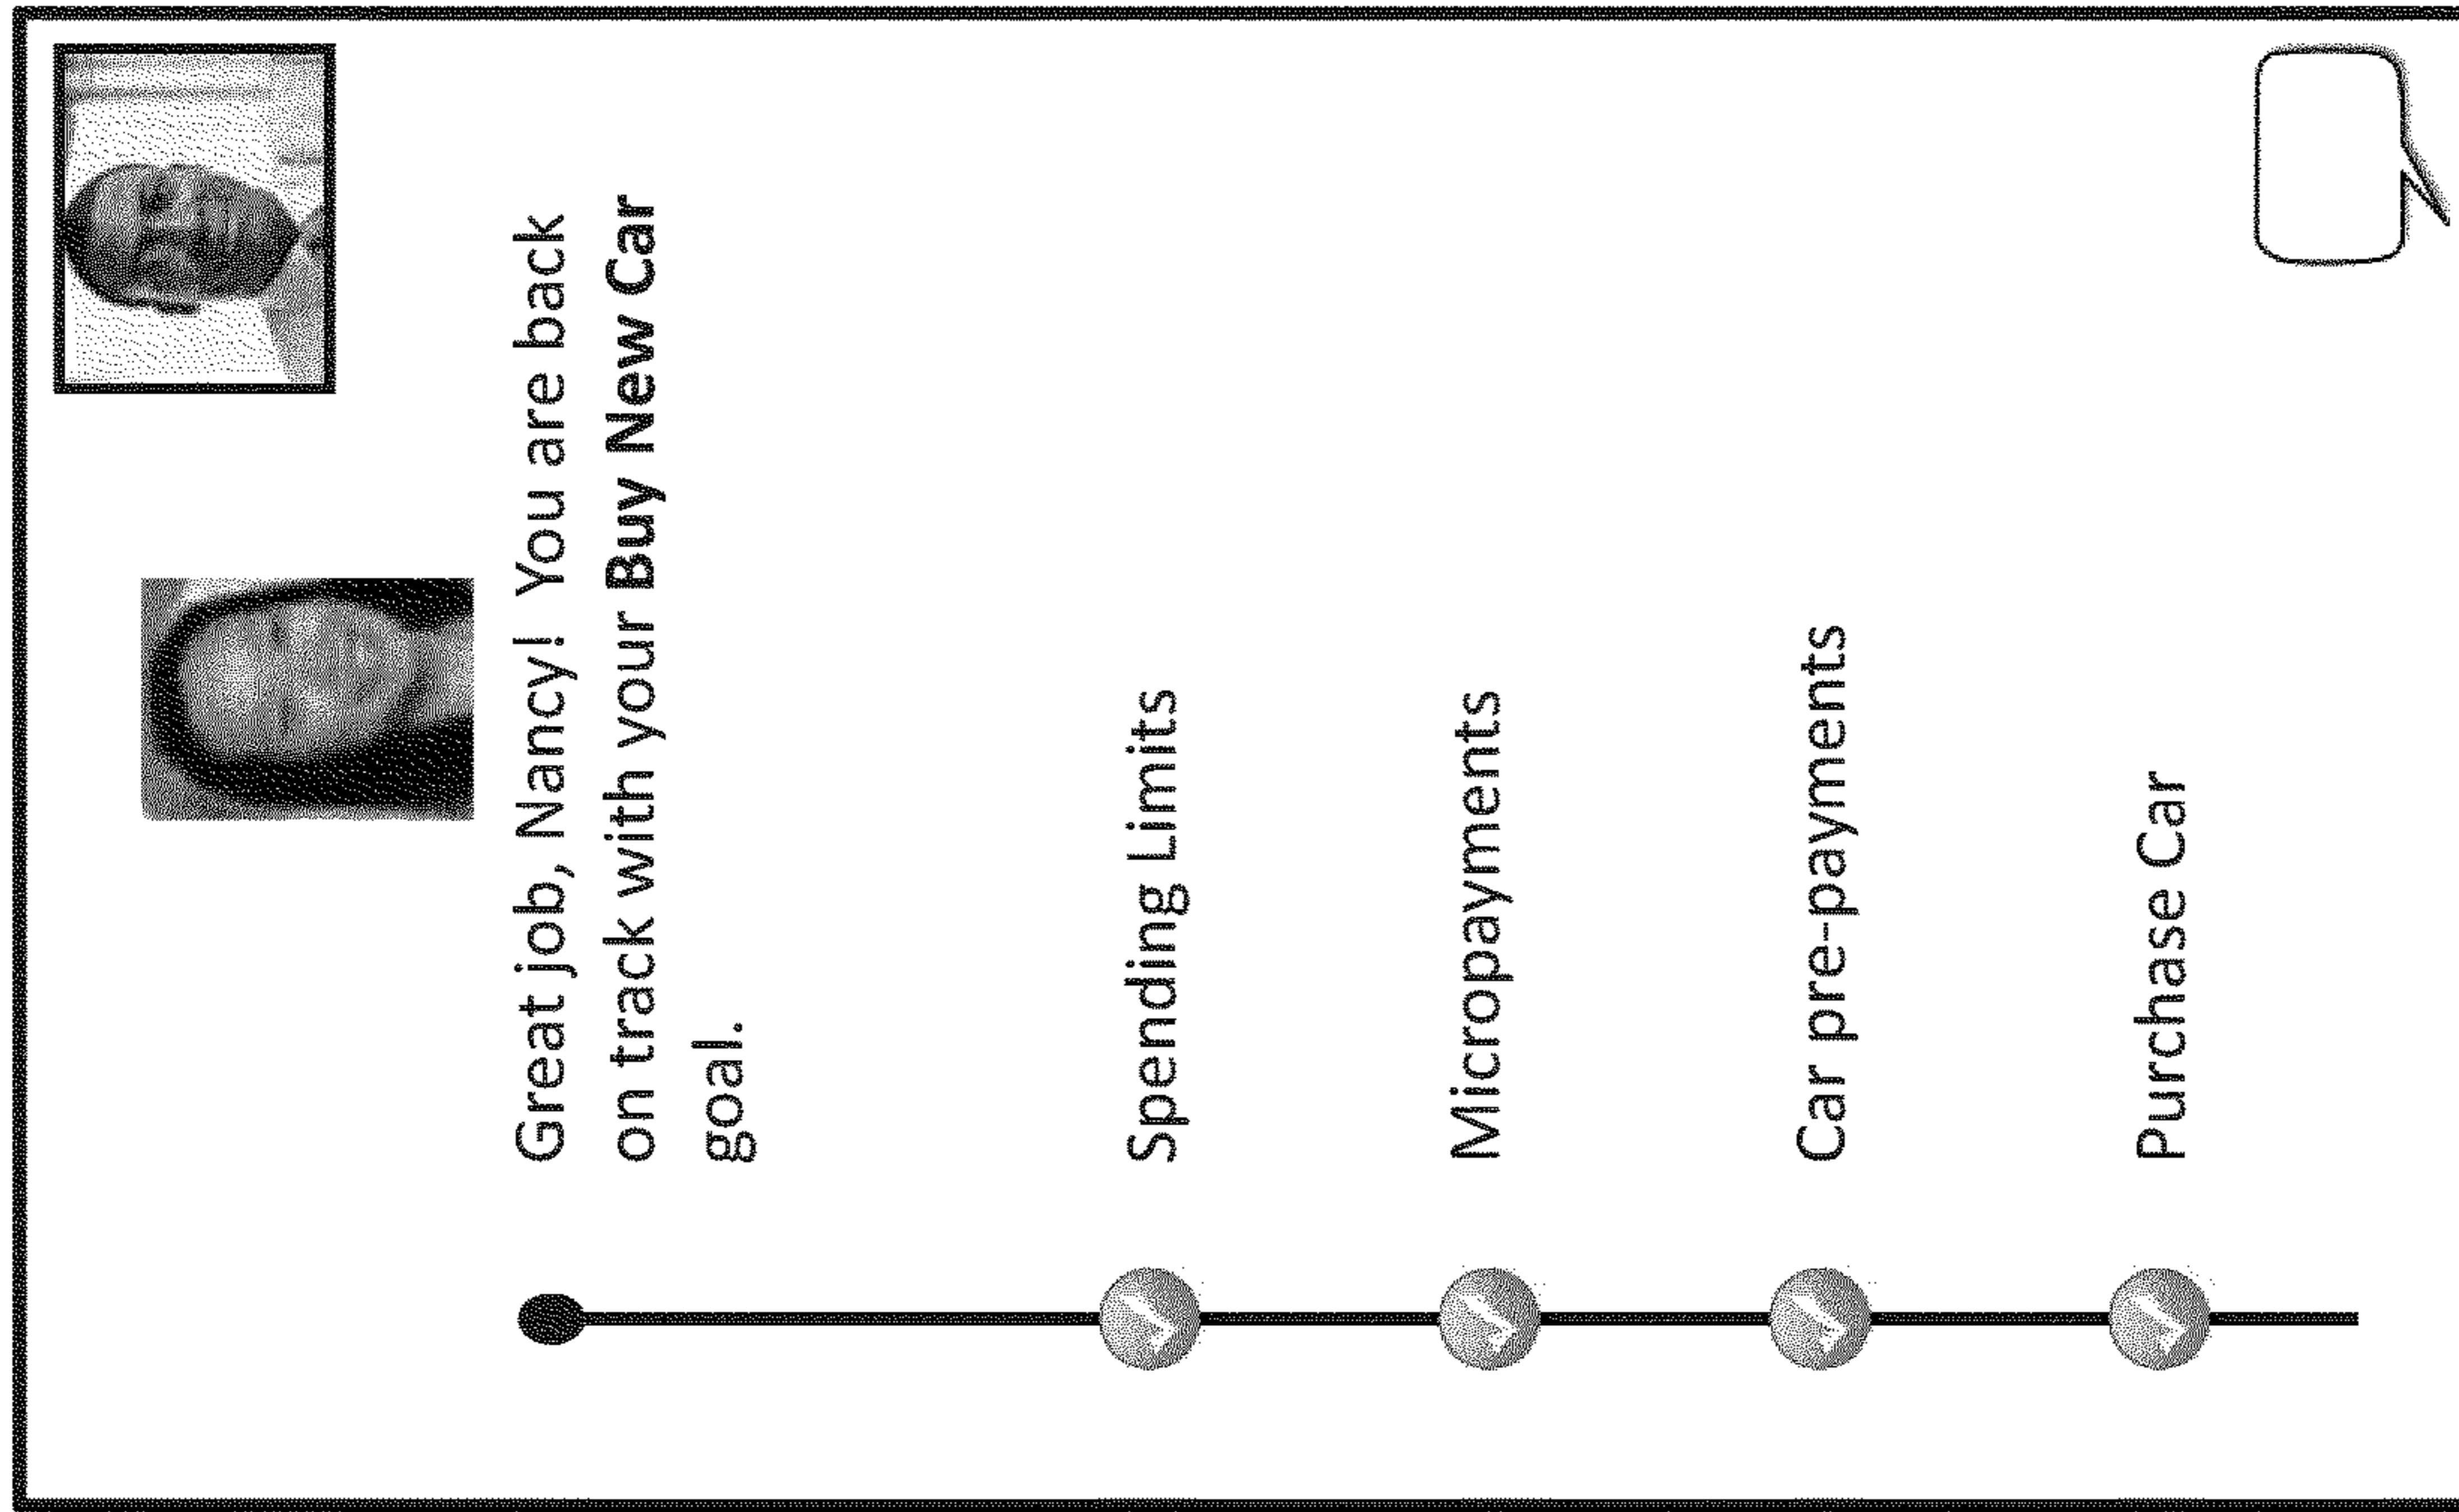 Great job, Nancy! You are back
on track with your Buy New Car
goal.
Spending Limits
Micropayments
Car pre-payments
Purchase Car